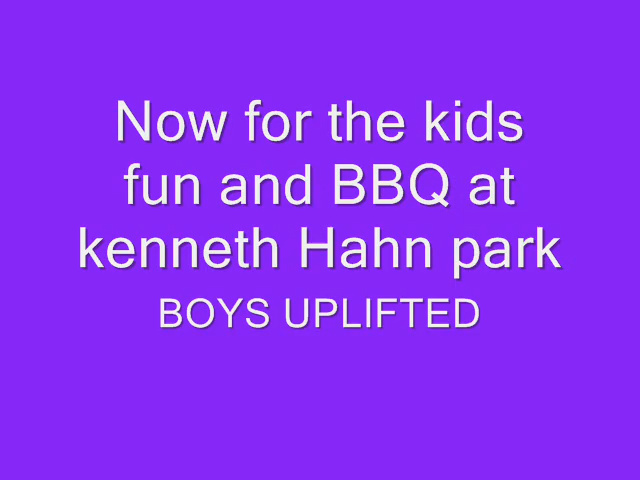 Now for the kids
fun and BBQ at
kenneth Hahn park
BOYS UPLIFTED